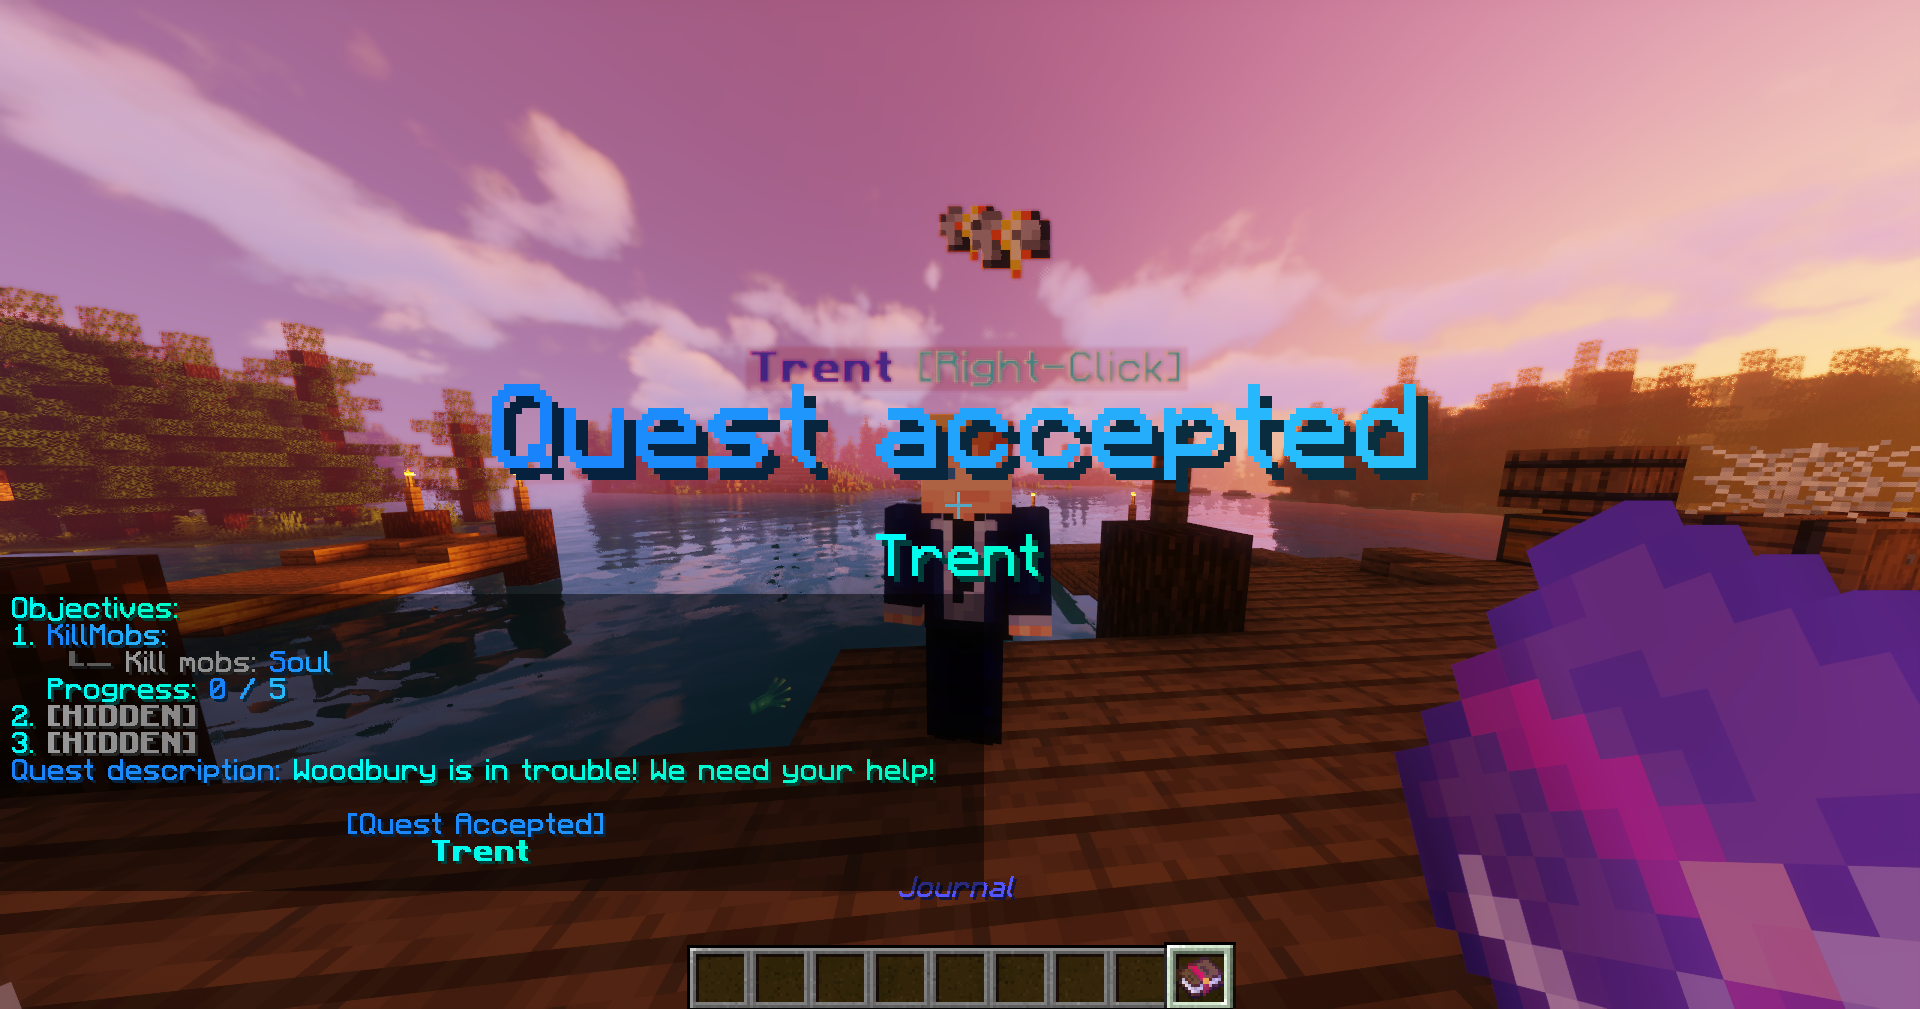 Trent [Right-Click]
Quest accepted
Trent
Objectives:
1. KillMobs:
Kill mobs: Soul
Progress: 0 / 5
2. [HIDDEN]
3. [HIDDEN]
Quest description: Woodbury is in trouble! We need your help!
[Quest Accepted]
Trent
Journal